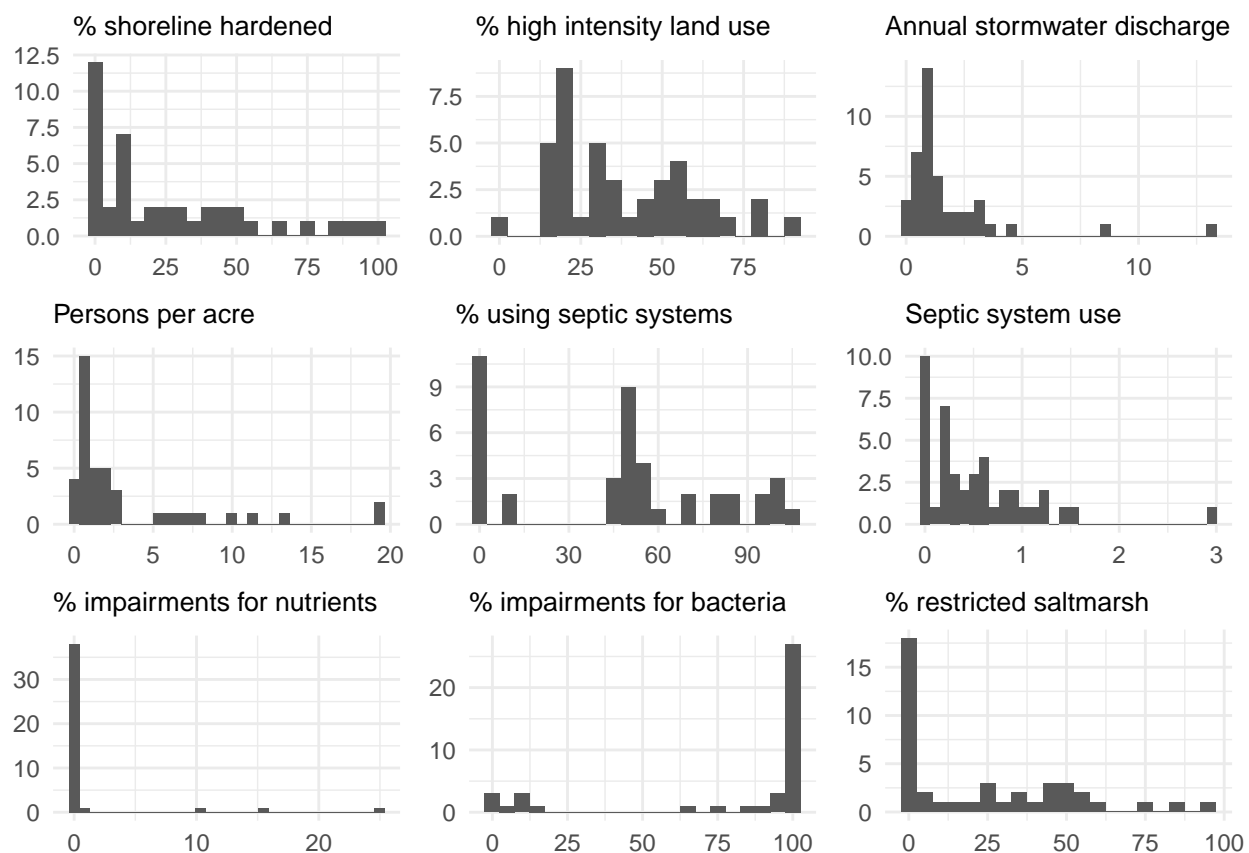 % shoreline hardened
12.5
10.0
7.5
5.0
2.5
0.0
0 25 50 75 100
% high intensity land use
7.5
5.0
2.5
0.0
0 25 50 75
Annual stormwater discharge
10
5
0
0 5 10
Persons per acre
15
10
5
0
0 5 10 15 20
% using septic systems
9
6
3
0
0 30 60 90
Septic system use
10.0
7.5
5.0
2.5
0.0
0 1 2 3
% impairments for nutrients
30
20
10
0
0 10 20
% impairments for bacteria
20
10
0
0 25 50 75 100
% restricted saltmarsh
15
10
5
0
0 25 50 75 100